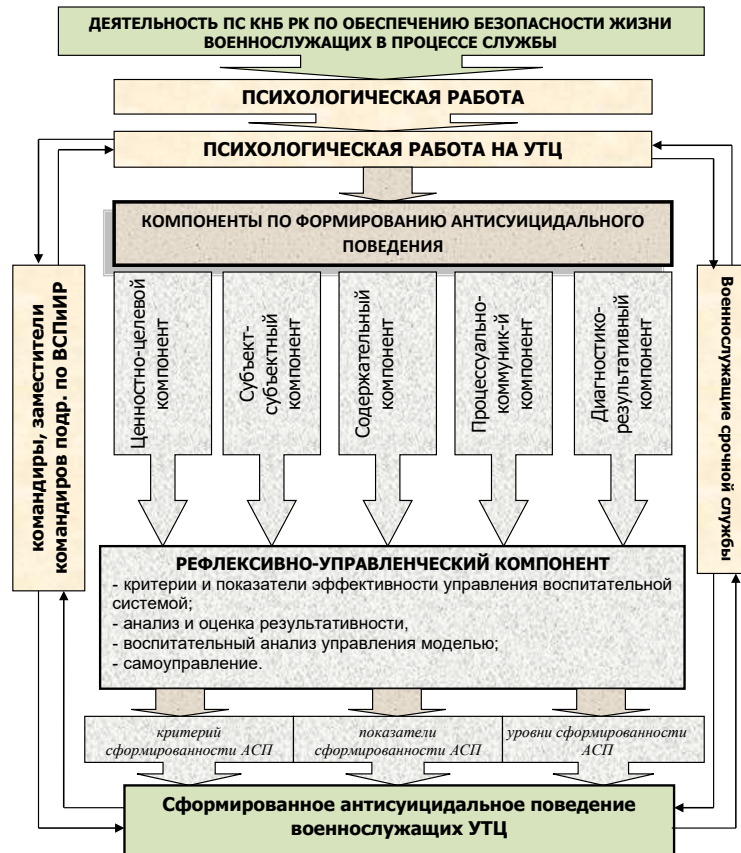 ДЕЯТЕЛЬНОСТЬ ПС КНБ РК ПО ОБЕСПЕЧЕНИЮ БЕЗОПАСНОСТИ ЖИЗНИ
ВОЕННОСЛУЖАЩИХ В ПРОЦЕССЕ СЛУЖБЫ
ПСИХОЛОГИЧЕСКАЯ РАБОТА
ПСИХОЛОГИЧЕСКАЯ РАБОТА НА УТЦ
КОМПОНЕНТЫ ПО ФОРМИРОВАНИЮ АНТИСУИЦИДАЛЬНОГО
ПОВЕДЕНИЯ
командиры, заместители
командиров подр. по ВСПиИР
Ценностно-целевой
компонент
Субъект-
субъектный
компонент
Содержательный
компонент
Процессуально-
коммуник-й
компонент
Диагностико-
результативный
компонент
Военнослужащие срочной службы
РЕФЛЕКСИВНО-УПРАВЛЕНЧЕСКИЙ КОМПОНЕНТ
- критерии и показатели эффективности управления воспитательной
системой;
- анализ и оценка результативности,
- воспитательный анализ управления моделью;
- самоуправление.
критерий
сформированности АСП
показатели
сформированности АСП
уровни сформированности
АСП
Сформированное антисуицидальное поведение
военнослужащих УТЦ